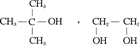 CH₃
CH₃—C—OH , CH₂—CH₂
CH₃ OH OH